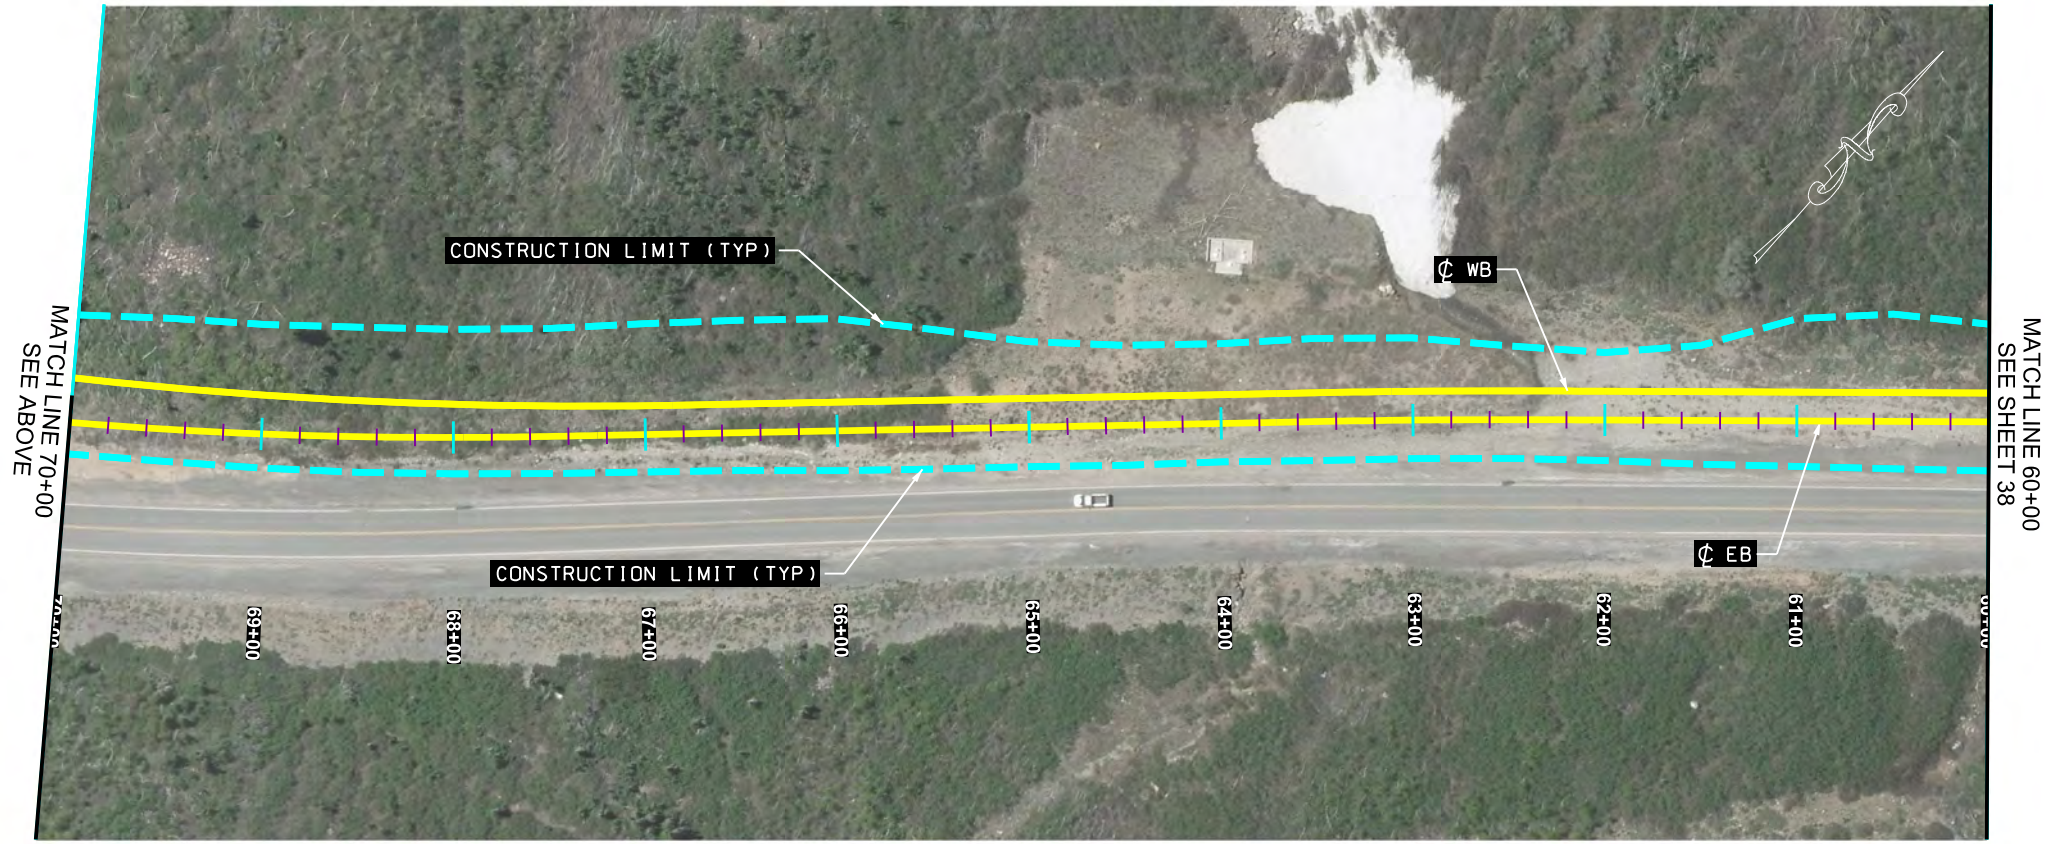 CONSTRUCTION LIMIT (TYP)
℄ WB
MATCH LINE 70+00
SEE ABOVE
MATCH LINE 60+00
SEE SHEET 38
℄ EB
CONSTRUCTION LIMIT (TYP)
69+00
68+00
67+00
66+00
65+00
64+00
63+00
62+00
61+00